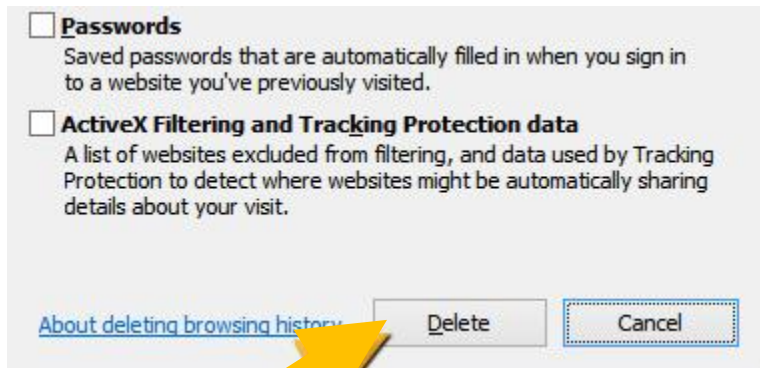 Passwords
Saved passwords that are automatically filled in when you sign in
to a website you've previously visited.
ActiveX Filtering and Tracking Protection data
A list of websites excluded from filtering, and data used by Tracking
Protection to detect where websites might be automatically sharing
details about your visit.
About deleting browsing history
Delete
Cancel